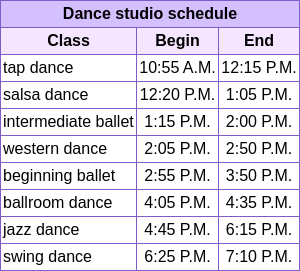 Dance studio schedule
Class Begin End
tap dance 10:55 A.M. 12:15 P.M.
salsa dance 12:20 P.M. 1:05 P.M.
intermediate ballet 1:15 P.M. 2:00 P.M.
western dance 2:05 P.M. 2:50 P.M.
beginning ballet 2:55 P.M. 3:50 P.M.
ballroom dance 4:05 P.M. 4:35 P.M.
jazz dance 4:45 P.M. 6:15 P.M.
swing dance 6:25 P.M. 7:10 P.M.